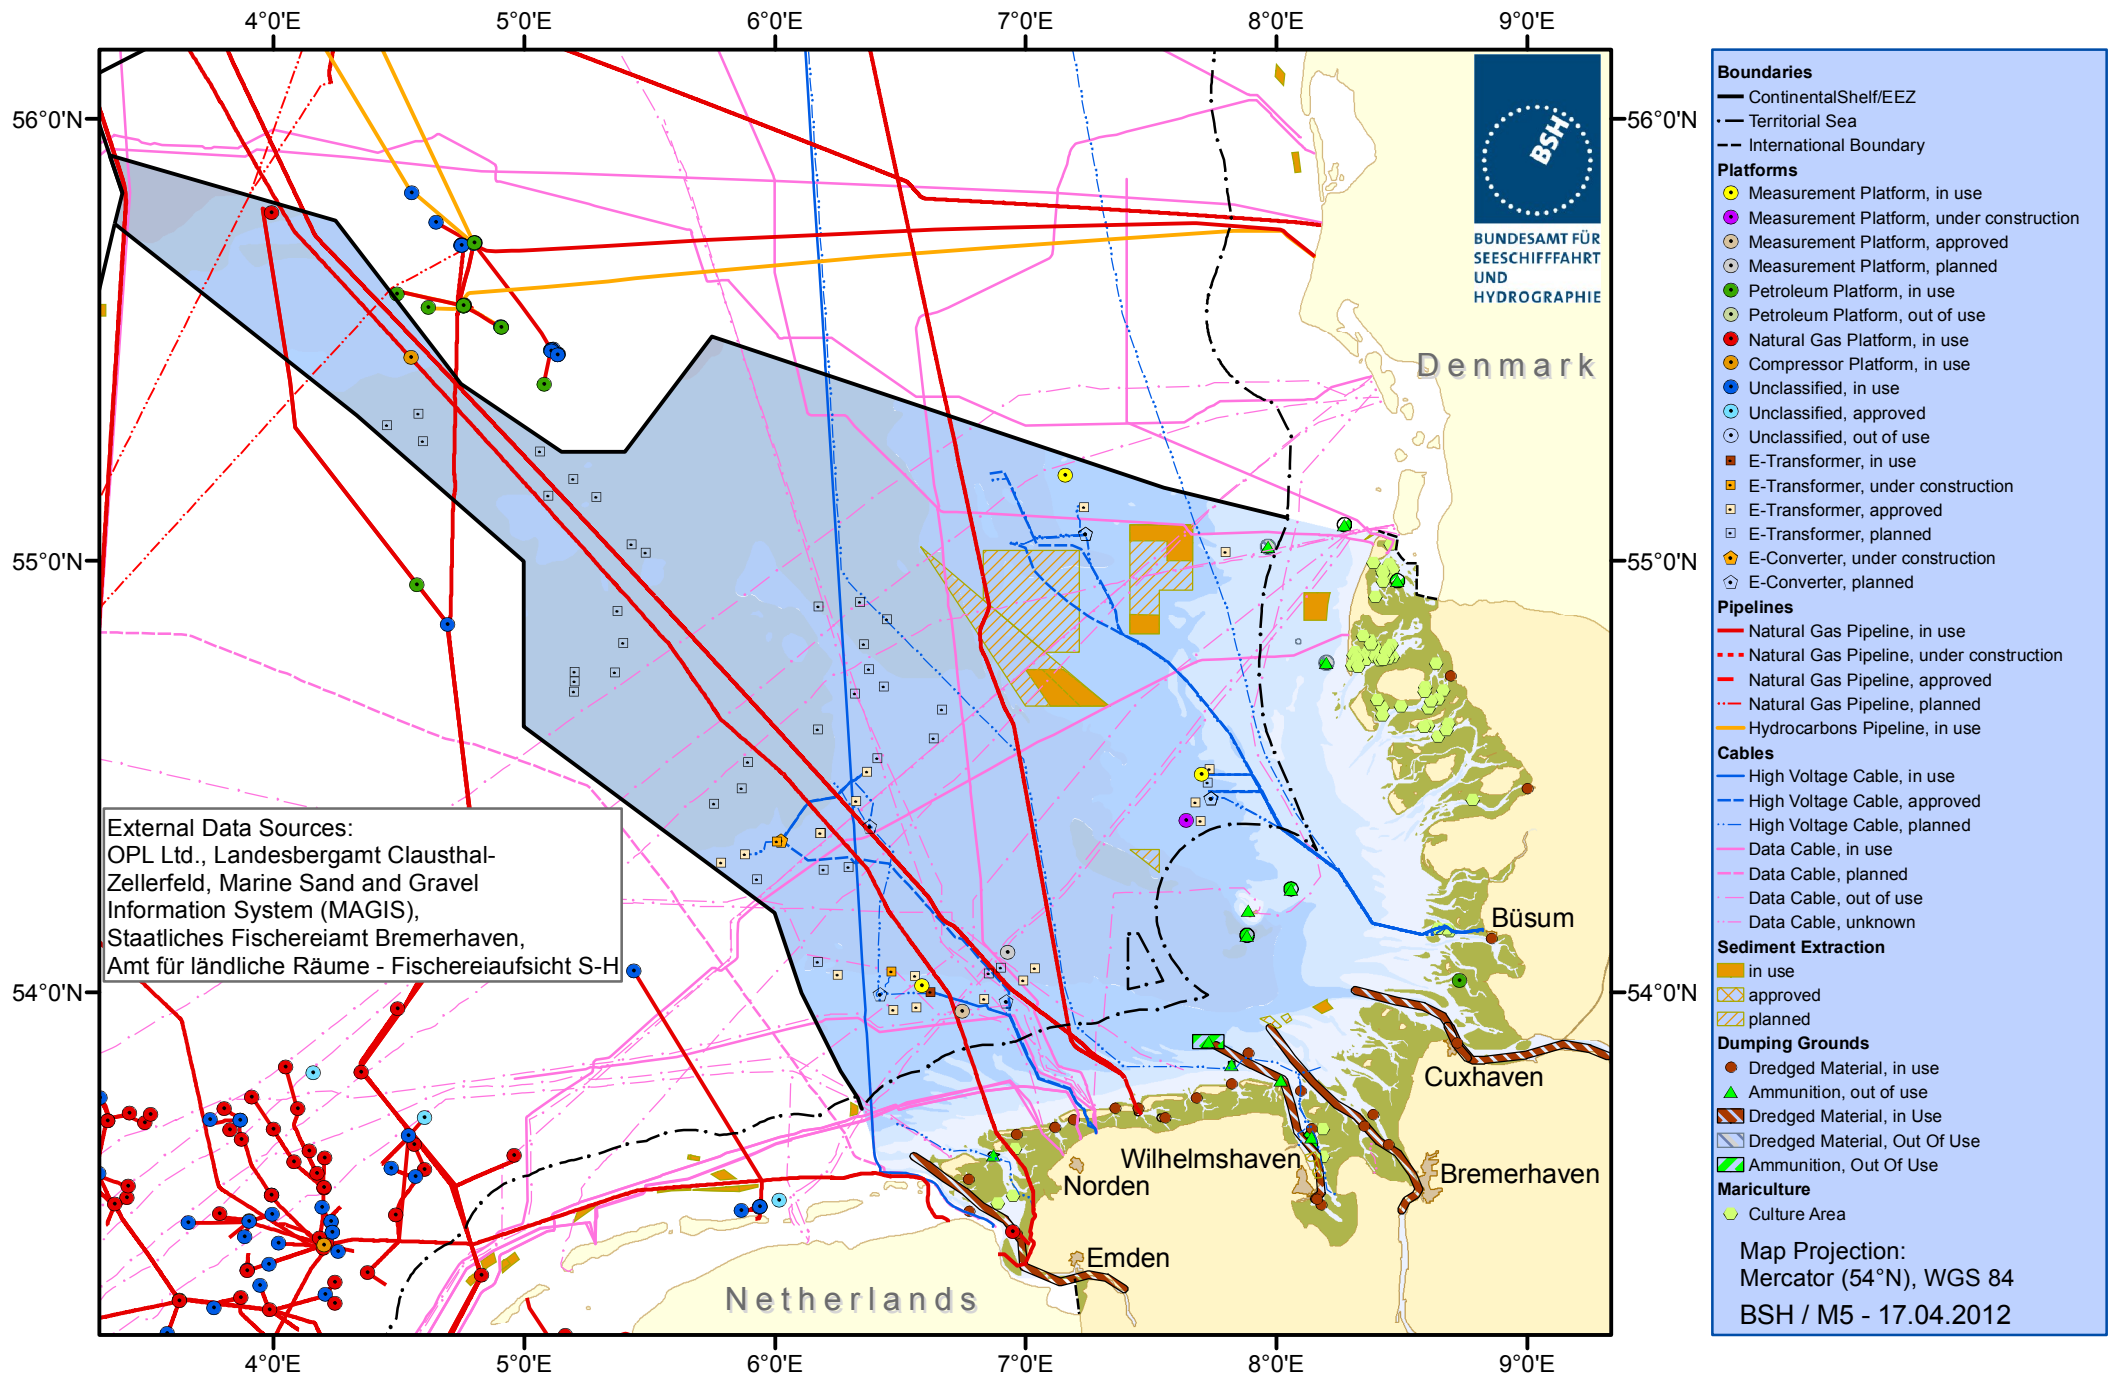 4°0'E 5°0'E 6°0'E 7°0'E 8°0'E 9°0'E
56°0'N
56°0'N
55°0'N
55°0'N
54°0'N
54°0'N
BSH
BUNDESAMT FÜR
SEESCHIFFFAHRT
UND
HYDROGRAPHIE
Denmark
External Data Sources:
OPL Ltd., Landesbergamt Clausthal-
Zellerfeld, Marine Sand and Gravel
Information System (MAGIS),
Staatliches Fischereiamt Bremerhaven,
Amt für ländliche Räume - Fischereiaufsicht S-H
Büsum
Cuxhaven
Wilhelmshaven
Bremerhaven
Norden
Emden
Netherlands
4°0'E 5°0'E 6°0'E 7°0'E 8°0'E 9°0'E
Boundaries
ContinentalShelf/EEZ
Territorial Sea
International Boundary
Platforms
Measurement Platform, in use
Measurement Platform, under construction
Measurement Platform, approved
Measurement Platform, planned
Petroleum Platform, in use
Petroleum Platform, out of use
Natural Gas Platform, in use
Compressor Platform, in use
Unclassified, in use
Unclassified, approved
Unclassified, out of use
E-Transformer, in use
E-Transformer, under construction
E-Transformer, approved
E-Transformer, planned
E-Converter, under construction
E-Converter, planned
Pipelines
Natural Gas Pipeline, in use
Natural Gas Pipeline, under construction
Natural Gas Pipeline, approved
Natural Gas Pipeline, planned
Hydrocarbons Pipeline, in use
Cables
High Voltage Cable, in use
High Voltage Cable, approved
High Voltage Cable, planned
Data Cable, in use
Data Cable, planned
Data Cable, out of use
Data Cable, unknown
Sediment Extraction
in use
approved
planned
Dumping Grounds
Dredged Material, in use
Ammunition, out of use
Dredged Material, in Use
Dredged Material, Out Of Use
Ammunition, Out Of Use
Mariculture
Culture Area
Map Projection:
Mercator (54°N), WGS 84
BSH / M5 - 17.04.2012